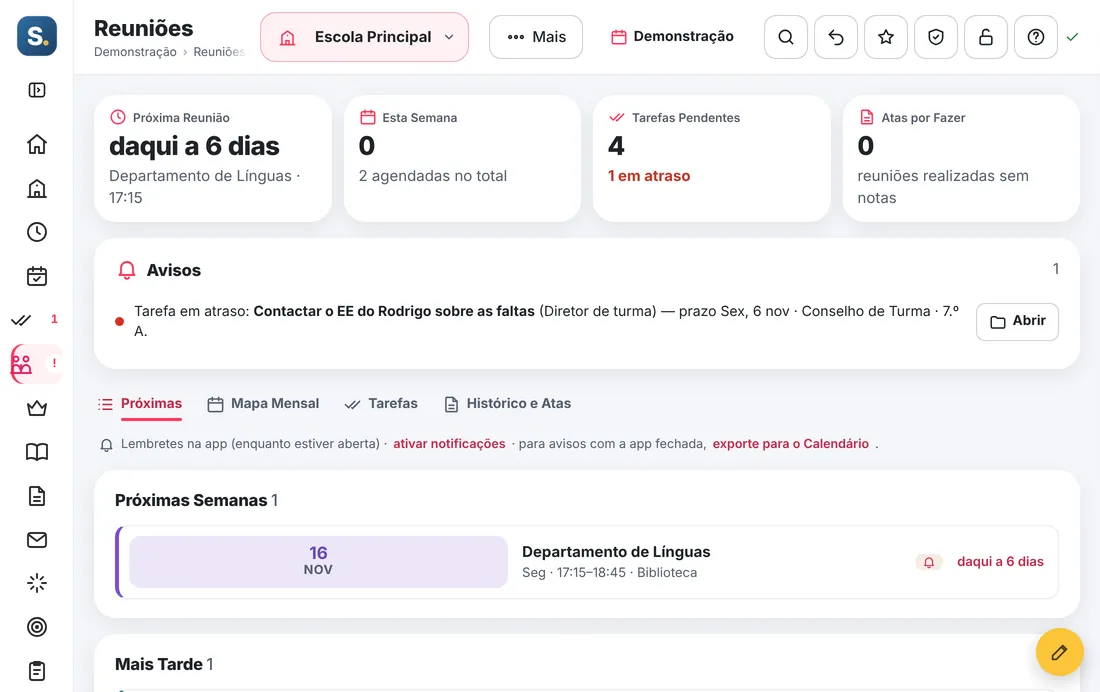 S.
Reuniões
Demonstração › Reuniões
Escola Principal
Mais
Demonstração
Próxima Reunião
daqui a 6 dias
Departamento de Línguas ·
17:15
Esta Semana
0
2 agendadas no total
Tarefas Pendentes
4
1 em atraso
Atas por Fazer
0
reuniões realizadas sem
notas
1
!
Avisos
1
Tarefa em atraso: Contactar o EE do Rodrigo sobre as faltas (Diretor de turma) — prazo Sex, 6 nov · Conselho de Turma · 7.º
A.
Abrir
Próximas
Mapa Mensal
Tarefas
Histórico e Atas
Lembretes na app (enquanto estiver aberta) · ativar notificações · para avisos com a app fechada, exporte para o Calendário .
Próximas Semanas 1
16
NOV
Departamento de Línguas
Seg · 17:15–18:45 · Biblioteca
daqui a 6 dias
Mais Tarde 1